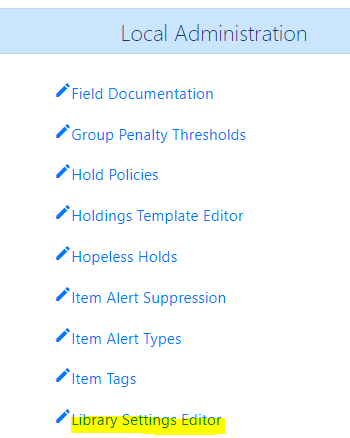 Local Administration
Field Documentation
Group Penalty Thresholds
Hold Policies
Holdings Template Editor
Hopeless Holds
Item Alert Suppression
Item Alert Types
Item Tags
Library Settings Editor